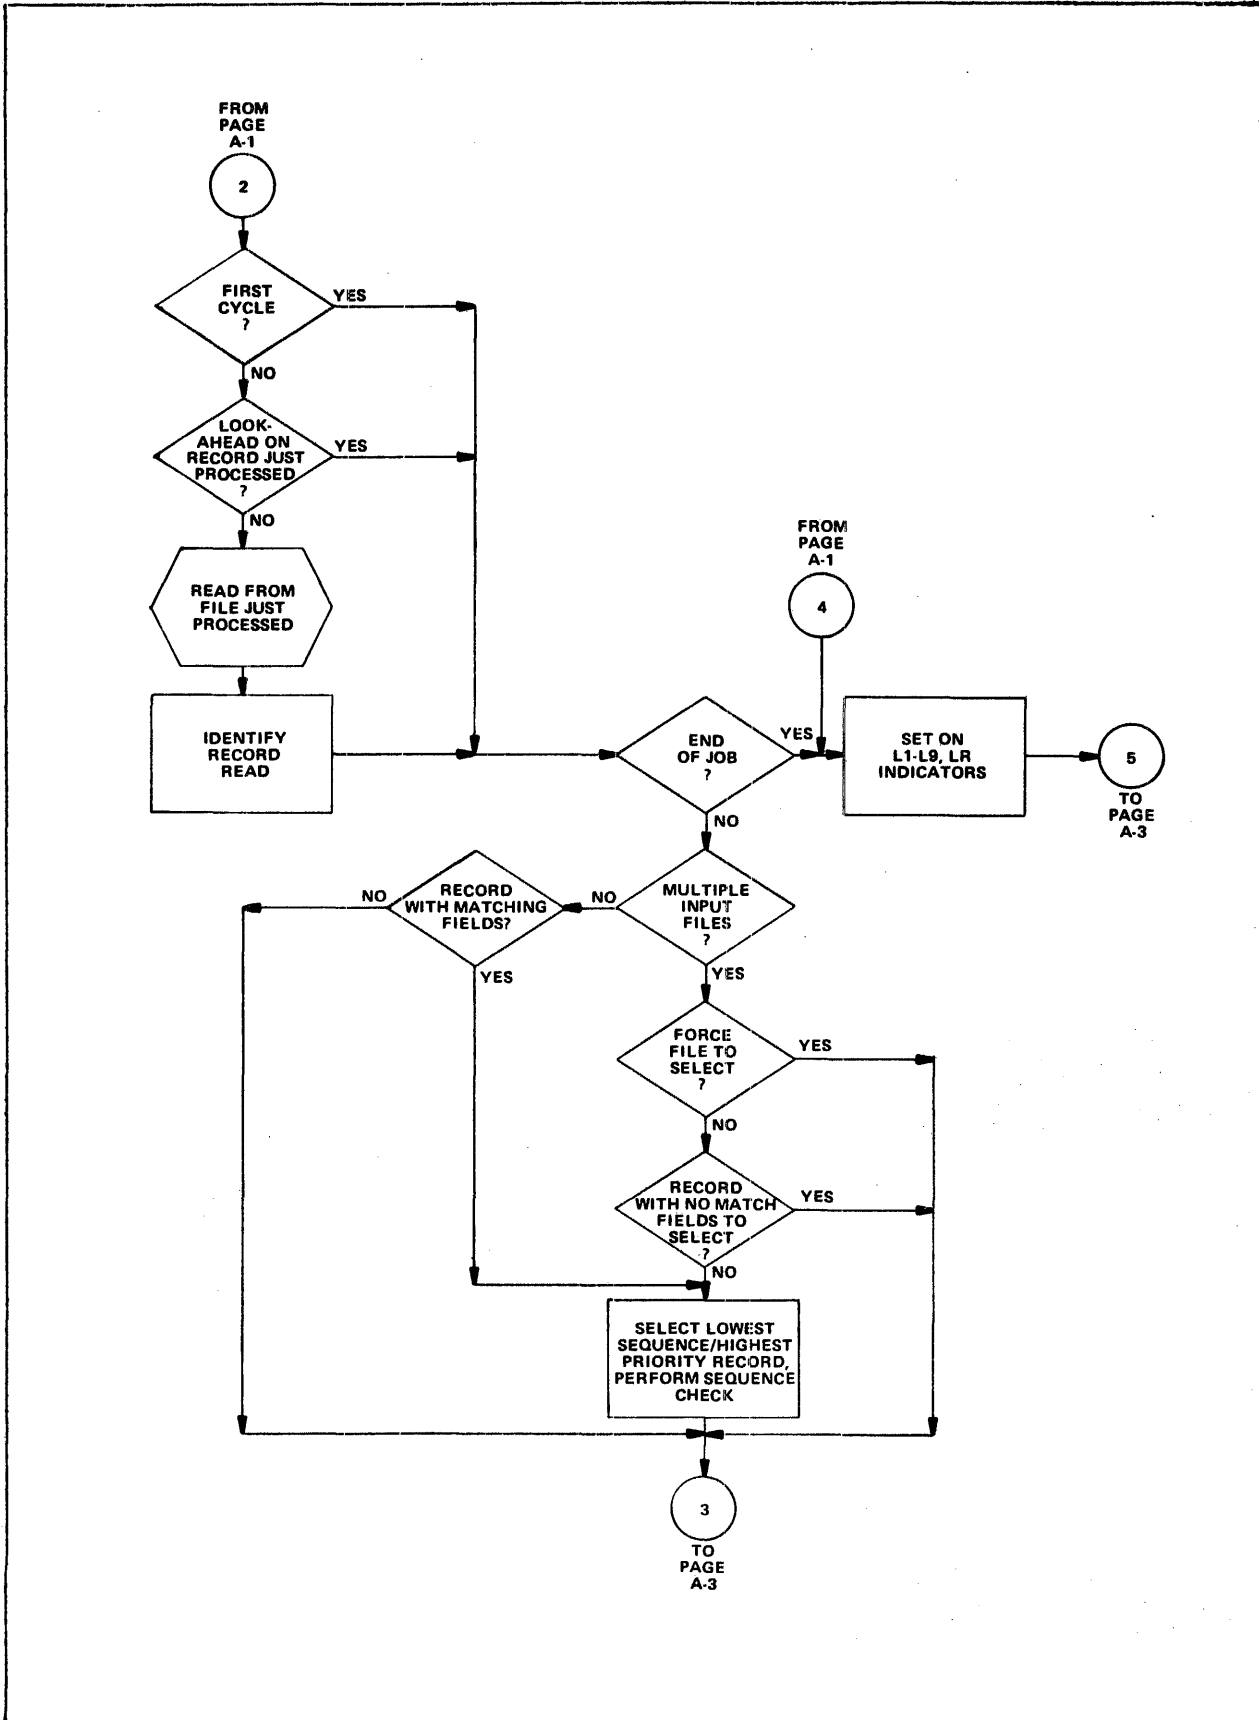 FROM
PAGE
A-1
2
FIRST
CYCLE
?
YES
NO
LOOK-
AHEAD ON
RECORD JUST
PROCESSED
?
YES
NO
READ FROM
FILE JUST
PROCESSED
IDENTIFY
RECORD
READ
FROM
PAGE
A-1
4
END
OF JOB
?
YES
SET ON
L1-L9, LR
INDICATORS
5
TO
PAGE
A-3
NO
MULTIPLE
INPUT
FILES
?
NO
RECORD
WITH MATCHING
FIELDS?
NO
YES
YES
FORCE
FILE TO
SELECT
?
YES
NO
RECORD
WITH NO MATCH
FIELDS TO
SELECT
?
YES
NO
SELECT LOWEST
SEQUENCE/HIGHEST
PRIORITY RECORD,
PERFORM SEQUENCE
CHECK
3
TO
PAGE
A-3